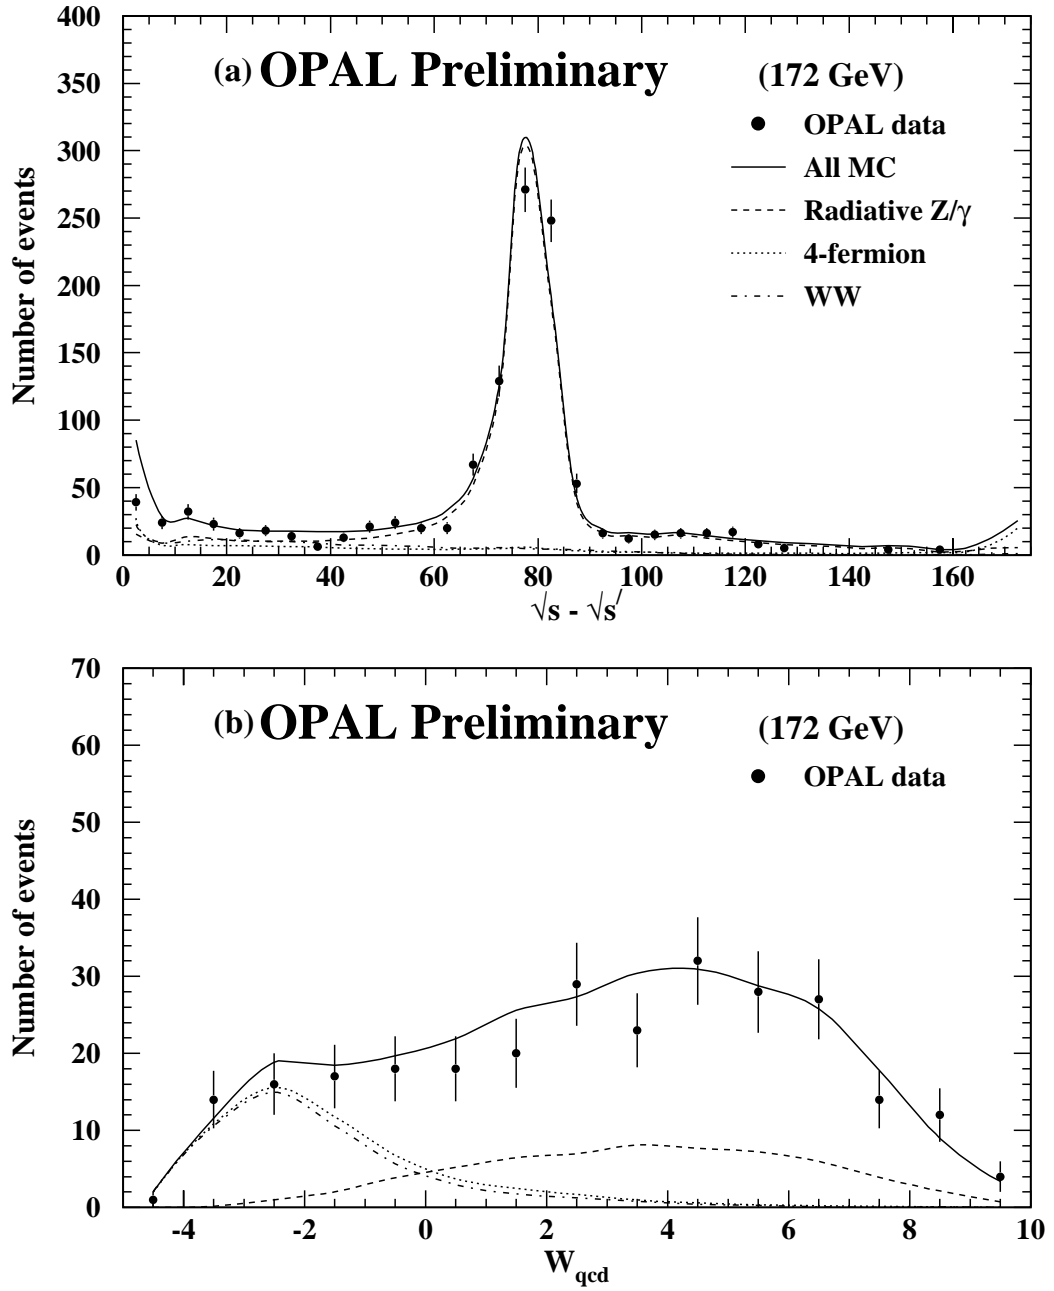 400
350
300
250
200
150
100
50
0
Number of events
(a) OPAL Preliminary
(172 GeV)
OPAL data
All MC
Radiative Z/γ
4-fermion
WW
0 20 40 60 80 100 120 140 160
√s - √s′
70
60
50
40
30
20
10
0
Number of events
(b) OPAL Preliminary
(172 GeV)
OPAL data
-4 -2 0 2 4 6 8 10
W_qcd